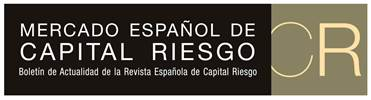 MERCADO ESPAÑOL DE
CAPITAL RIESGO
Boletín de Actualidad de la Revista Española de Capital Riesgo
CR